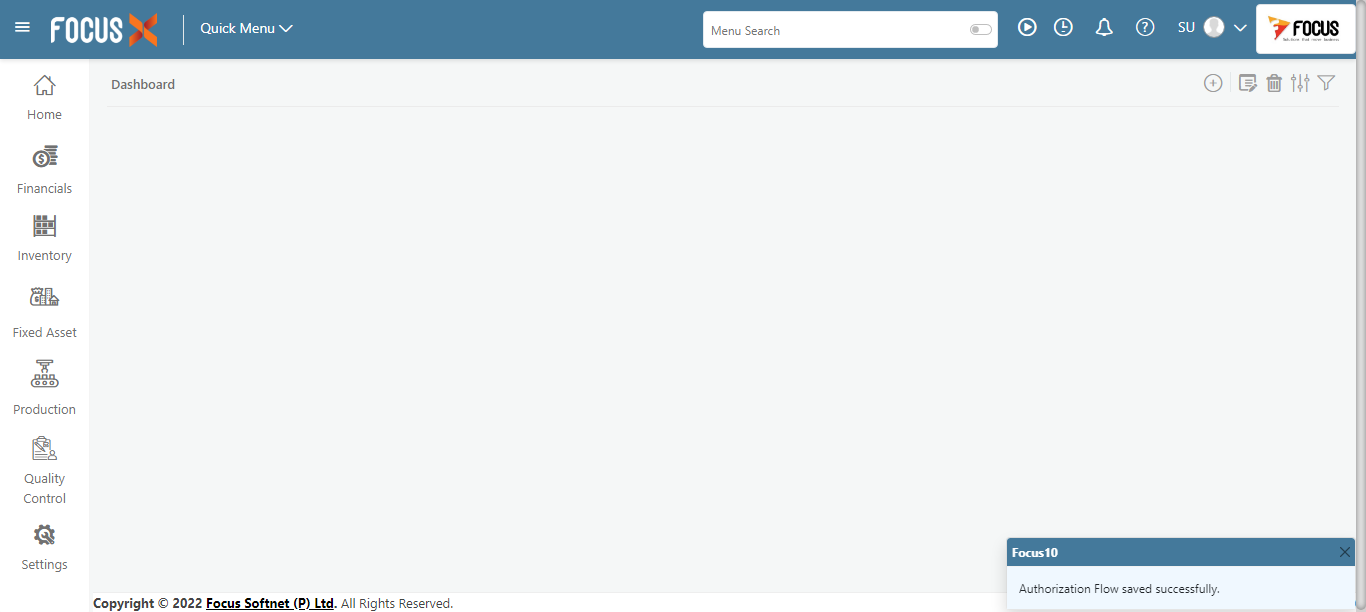 FOCUS X
Quick Menu
Menu Search
SU
FOCUS
Dashboard
Home
Financials
Inventory
Fixed Asset
Production
Quality
Control
Settings
Focus10
Authorization Flow saved successfully.
Copyright © 2022 Focus Softnet (P) Ltd. All Rights Reserved.